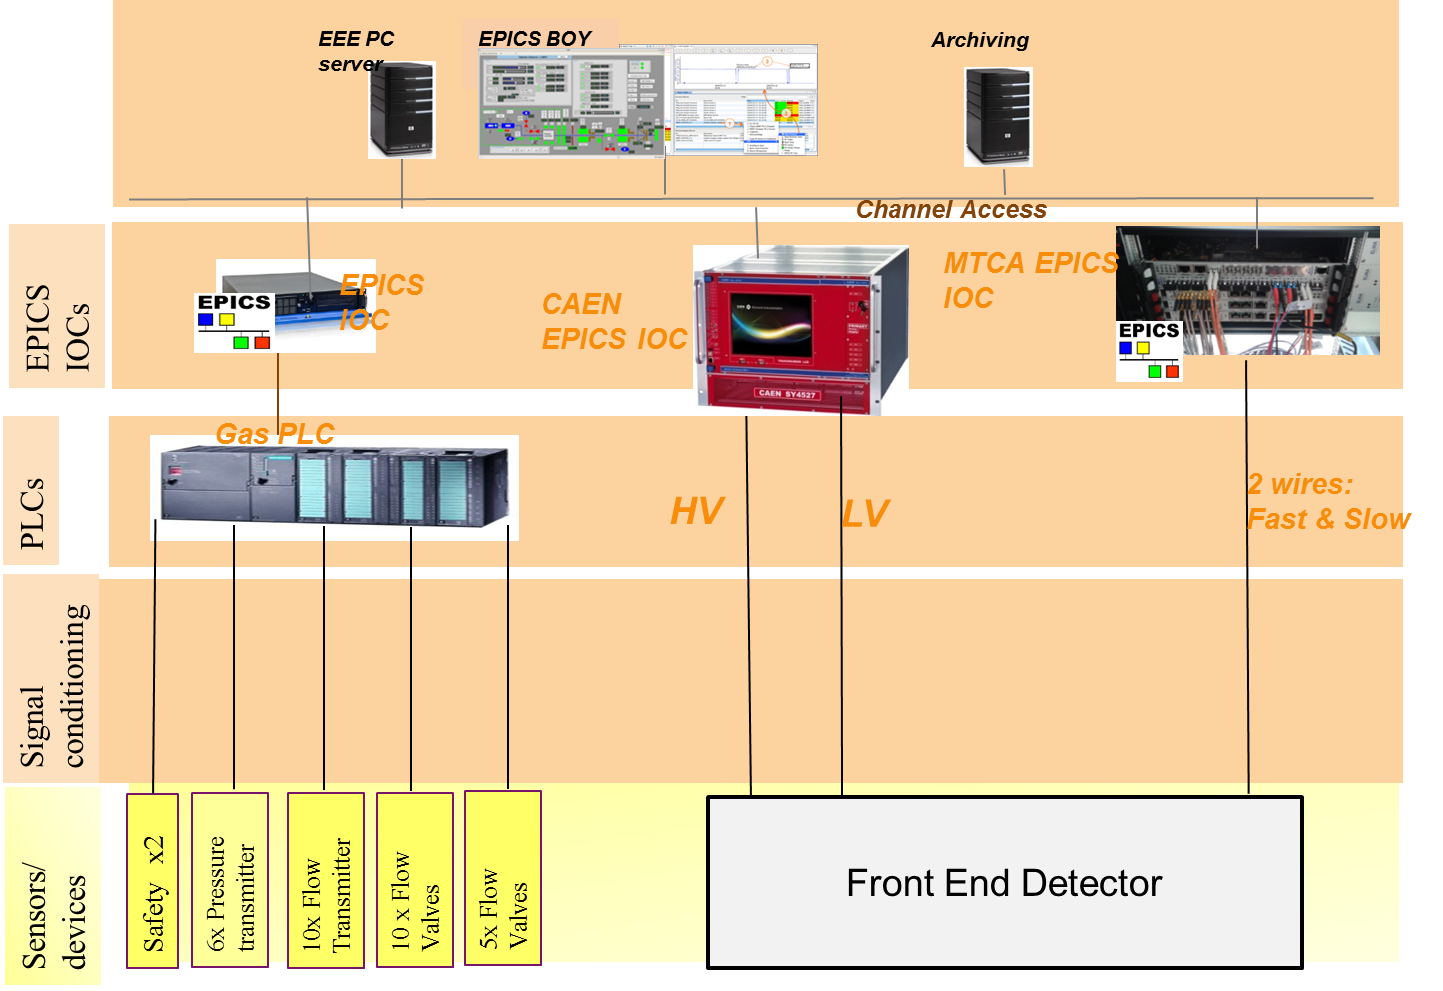 EEE PC
server
EPICS BOY
Archiving
Channel Access
EPICS
IOCs
EPICS
EPICS
IOC
CAEN
EPICS IOC
CAEN SY4527
MTCA EPICS
IOC
EPICS
PLCs
Gas PLC
HV
LV
2 wires:
Fast & Slow
Signal
conditioning
Sensors/
devices
Safety x2
6x Pressure
transmitter
10x Flow
Transmitter
10 x Flow
Valves
5x Flow
Valves
Front End Detector